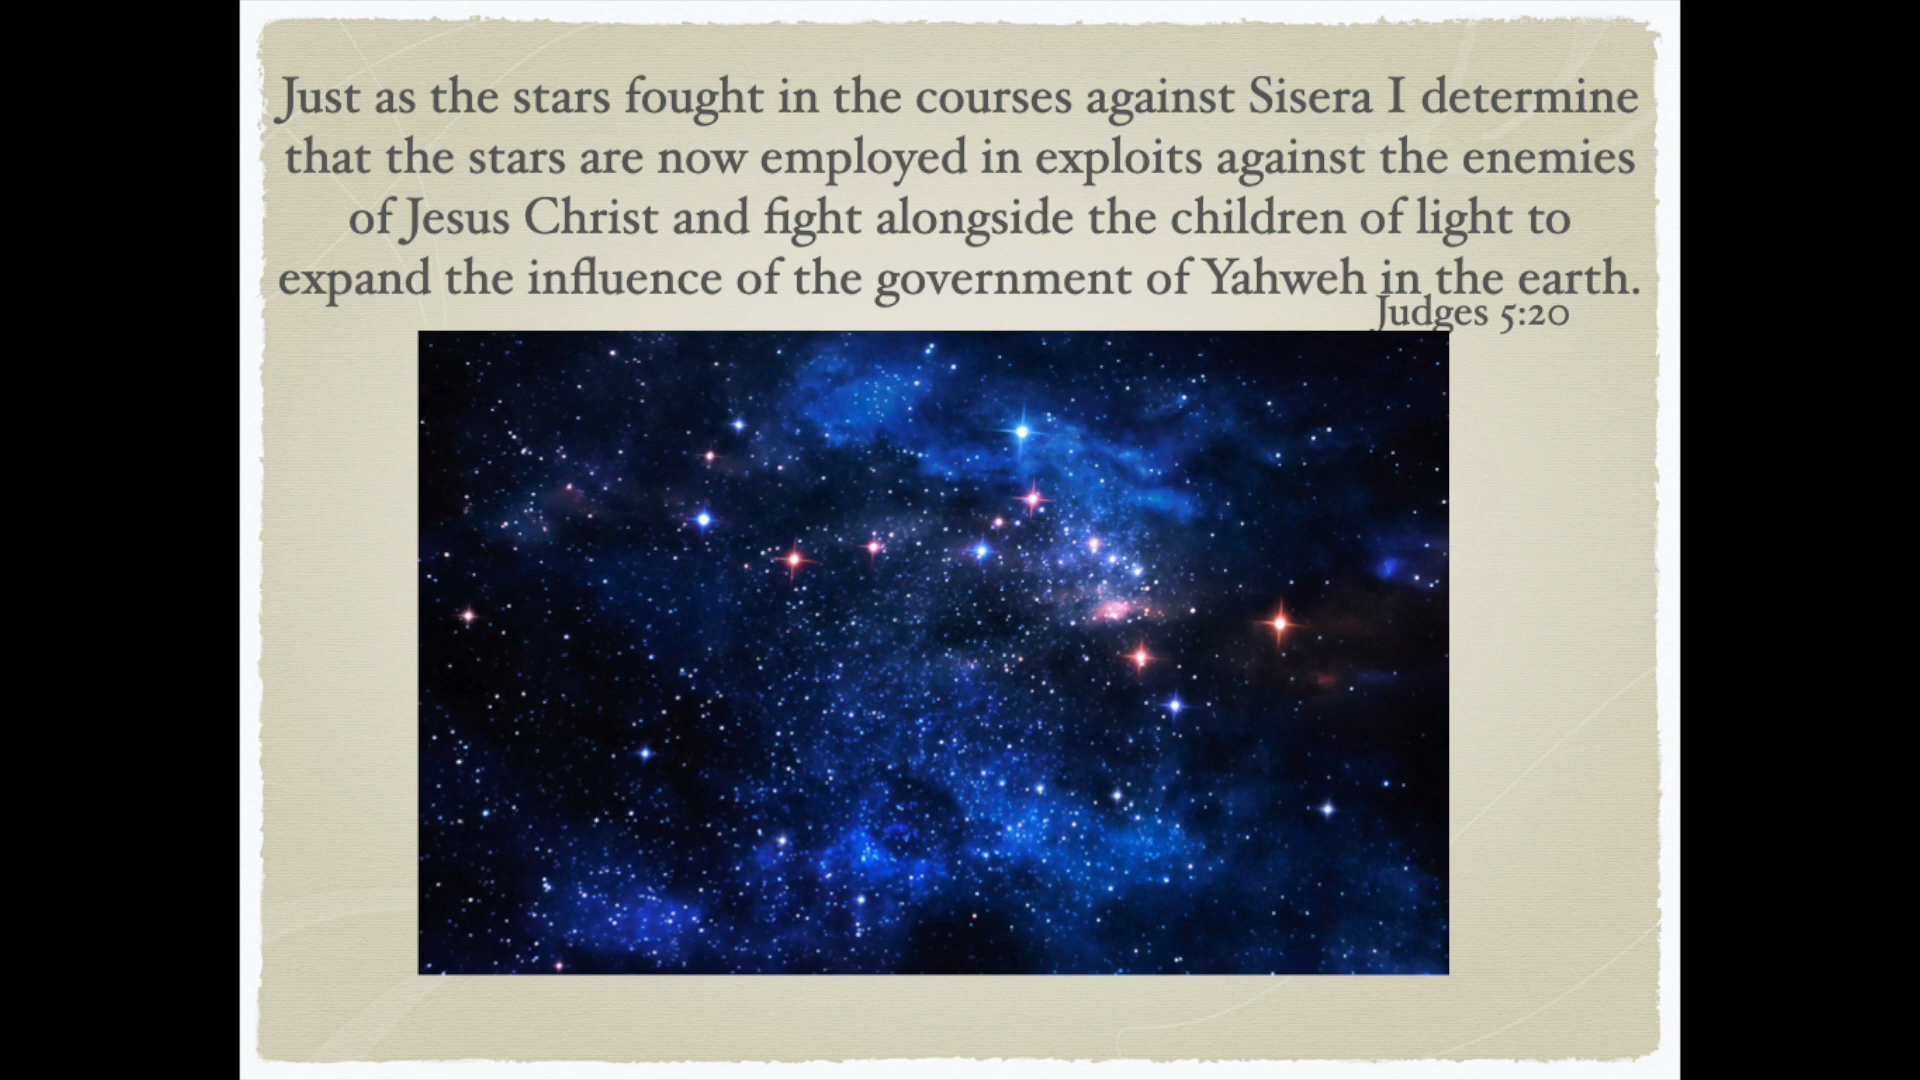 Just as the stars fought in the courses against Sisera I determine
that the stars are now employed in exploits against the enemies
of Jesus Christ and fight alongside the children of light to
expand the influence of the government of Yahweh in the earth.
Judges 5:20